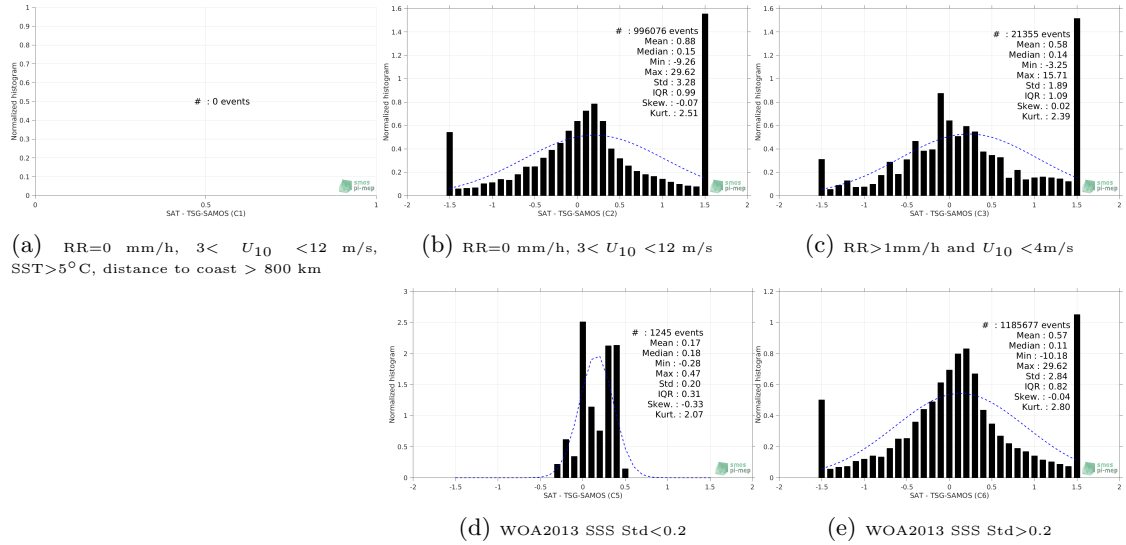 1
0.9
0.8
0.7
0.6
0.5
0.4
0.3
0.2
0.1
0
Normalized histogram
# : 0 events
0 0.5 1
SAT - TSG-SAMOS (C1)
smos
pi-mep
(a) RR=0 mm/h, 3< U10 <12 m/s,
SST>5°C, distance to coast > 800 km
1.6
1.4
1.2
1
0.8
0.6
0.4
0.2
0
Normalized histogram
# : 996076 events
Mean : 0.88
Median : 0.15
Min : -9.26
Max : 29.62
Std : 3.28
IQR : 0.99
Skew. : -0.07
Kurt. : 2.51
-2 -1.5 -1 -0.5 0 0.5 1 1.5 2
SAT - TSG-SAMOS (C2)
smos
pi-mep
(b) RR=0 mm/h, 3< U10 <12 m/s
1.6
1.4
1.2
1
0.8
0.6
0.4
0.2
0
Normalized histogram
# : 21355 events
Mean : 0.58
Median : 0.14
Min : -3.25
Max : 15.71
Std : 1.89
IQR : 1.09
Skew. : 0.02
Kurt. : 2.39
-2 -1.5 -1 -0.5 0 0.5 1 1.5 2
SAT - TSG-SAMOS (C3)
smos
pi-mep
(c) RR>1mm/h and U10 <4m/s
3
2.5
2
1.5
1
0.5
0
Normalized histogram
# : 1245 events
Mean : 0.17
Median : 0.18
Min : -0.28
Max : 0.47
Std : 0.20
IQR : 0.31
Skew. : -0.33
Kurt. : 2.07
-2 -1.5 -1 -0.5 0 0.5 1 1.5 2
SAT - TSG-SAMOS (C5)
smos
pi-mep
(d) WOA2013 SSS Std<0.2
1.2
1
0.8
0.6
0.4
0.2
0
Normalized histogram
# : 1185677 events
Mean : 0.57
Median : 0.11
Min : -10.18
Max : 29.62
Std : 2.84
IQR : 0.82
Skew. : -0.04
Kurt. : 2.80
-2 -1.5 -1 -0.5 0 0.5 1 1.5 2
SAT - TSG-SAMOS (C6)
smos
pi-mep
(e) WOA2013 SSS Std>0.2